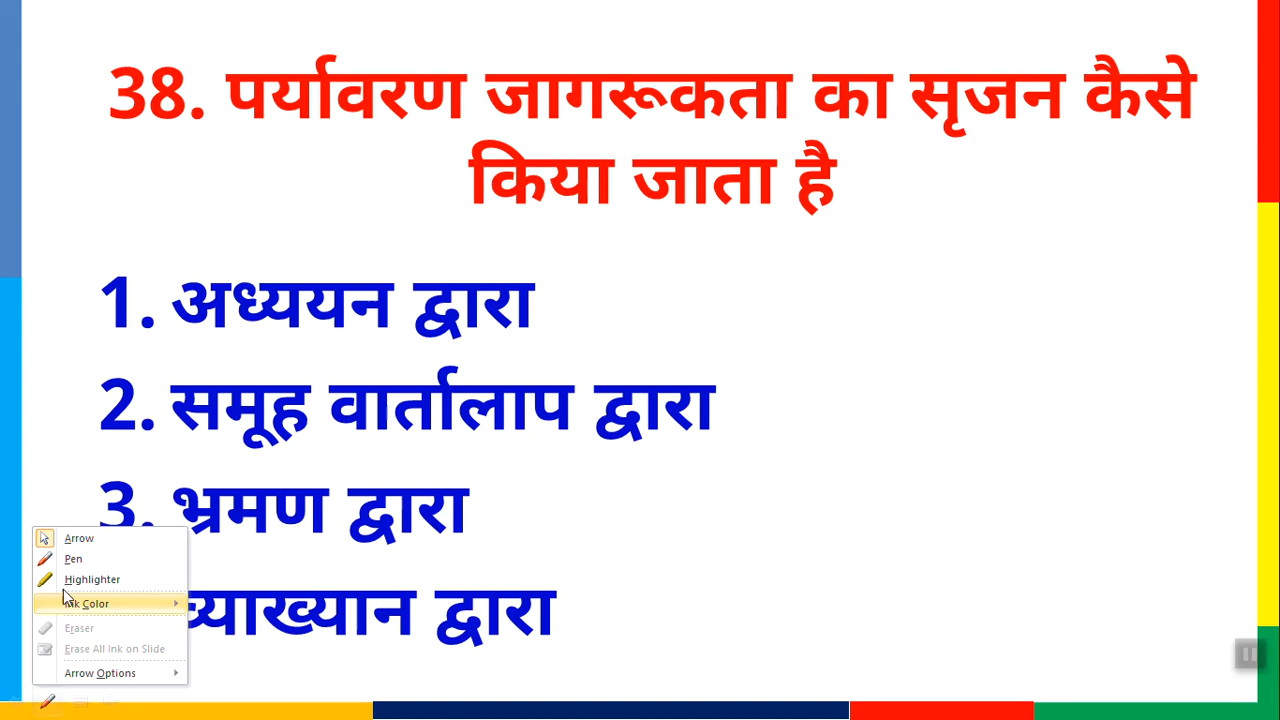 38. पर्यावरण जागरूकता का सृजन कैसे
किया जाता है
1. अध्ययन द्वारा
2. समूह वार्तालाप द्वारा
3. भ्रमण द्वारा
व्याख्यान द्वारा
Arrow
Pen
Highlighter
Ink Color
Eraser
Erase All Ink on Slide
Arrow Options